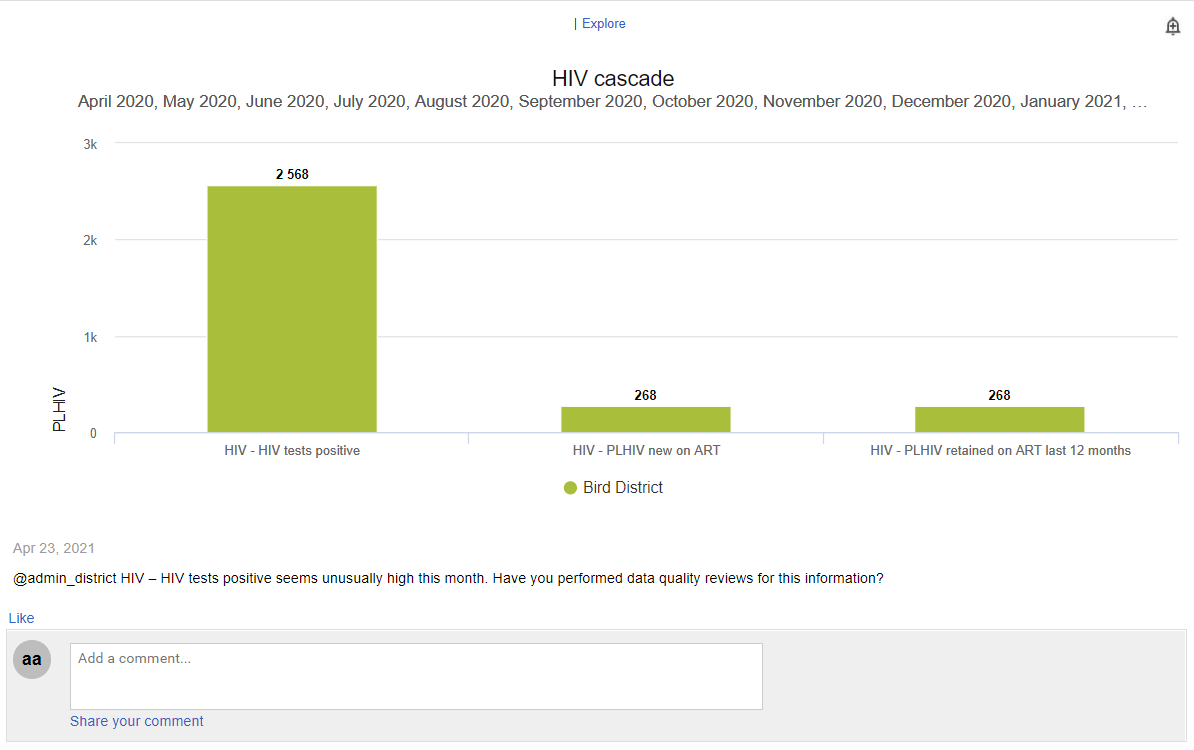 | Explore
HIV cascade
April 2020, May 2020, June 2020, July 2020, August 2020, September 2020, October 2020, November 2020, December 2020, January 2021, …
3k
2 568
2k
1k
268
268
PLHIV
0
HIV - HIV tests positive
HIV - PLHIV new on ART
HIV - PLHIV retained on ART last 12 months
Bird District
Apr 23, 2021
@admin_district HIV – HIV tests positive seems unusually high this month. Have you performed data quality reviews for this information?
Like
aa
Add a comment...
Share your comment